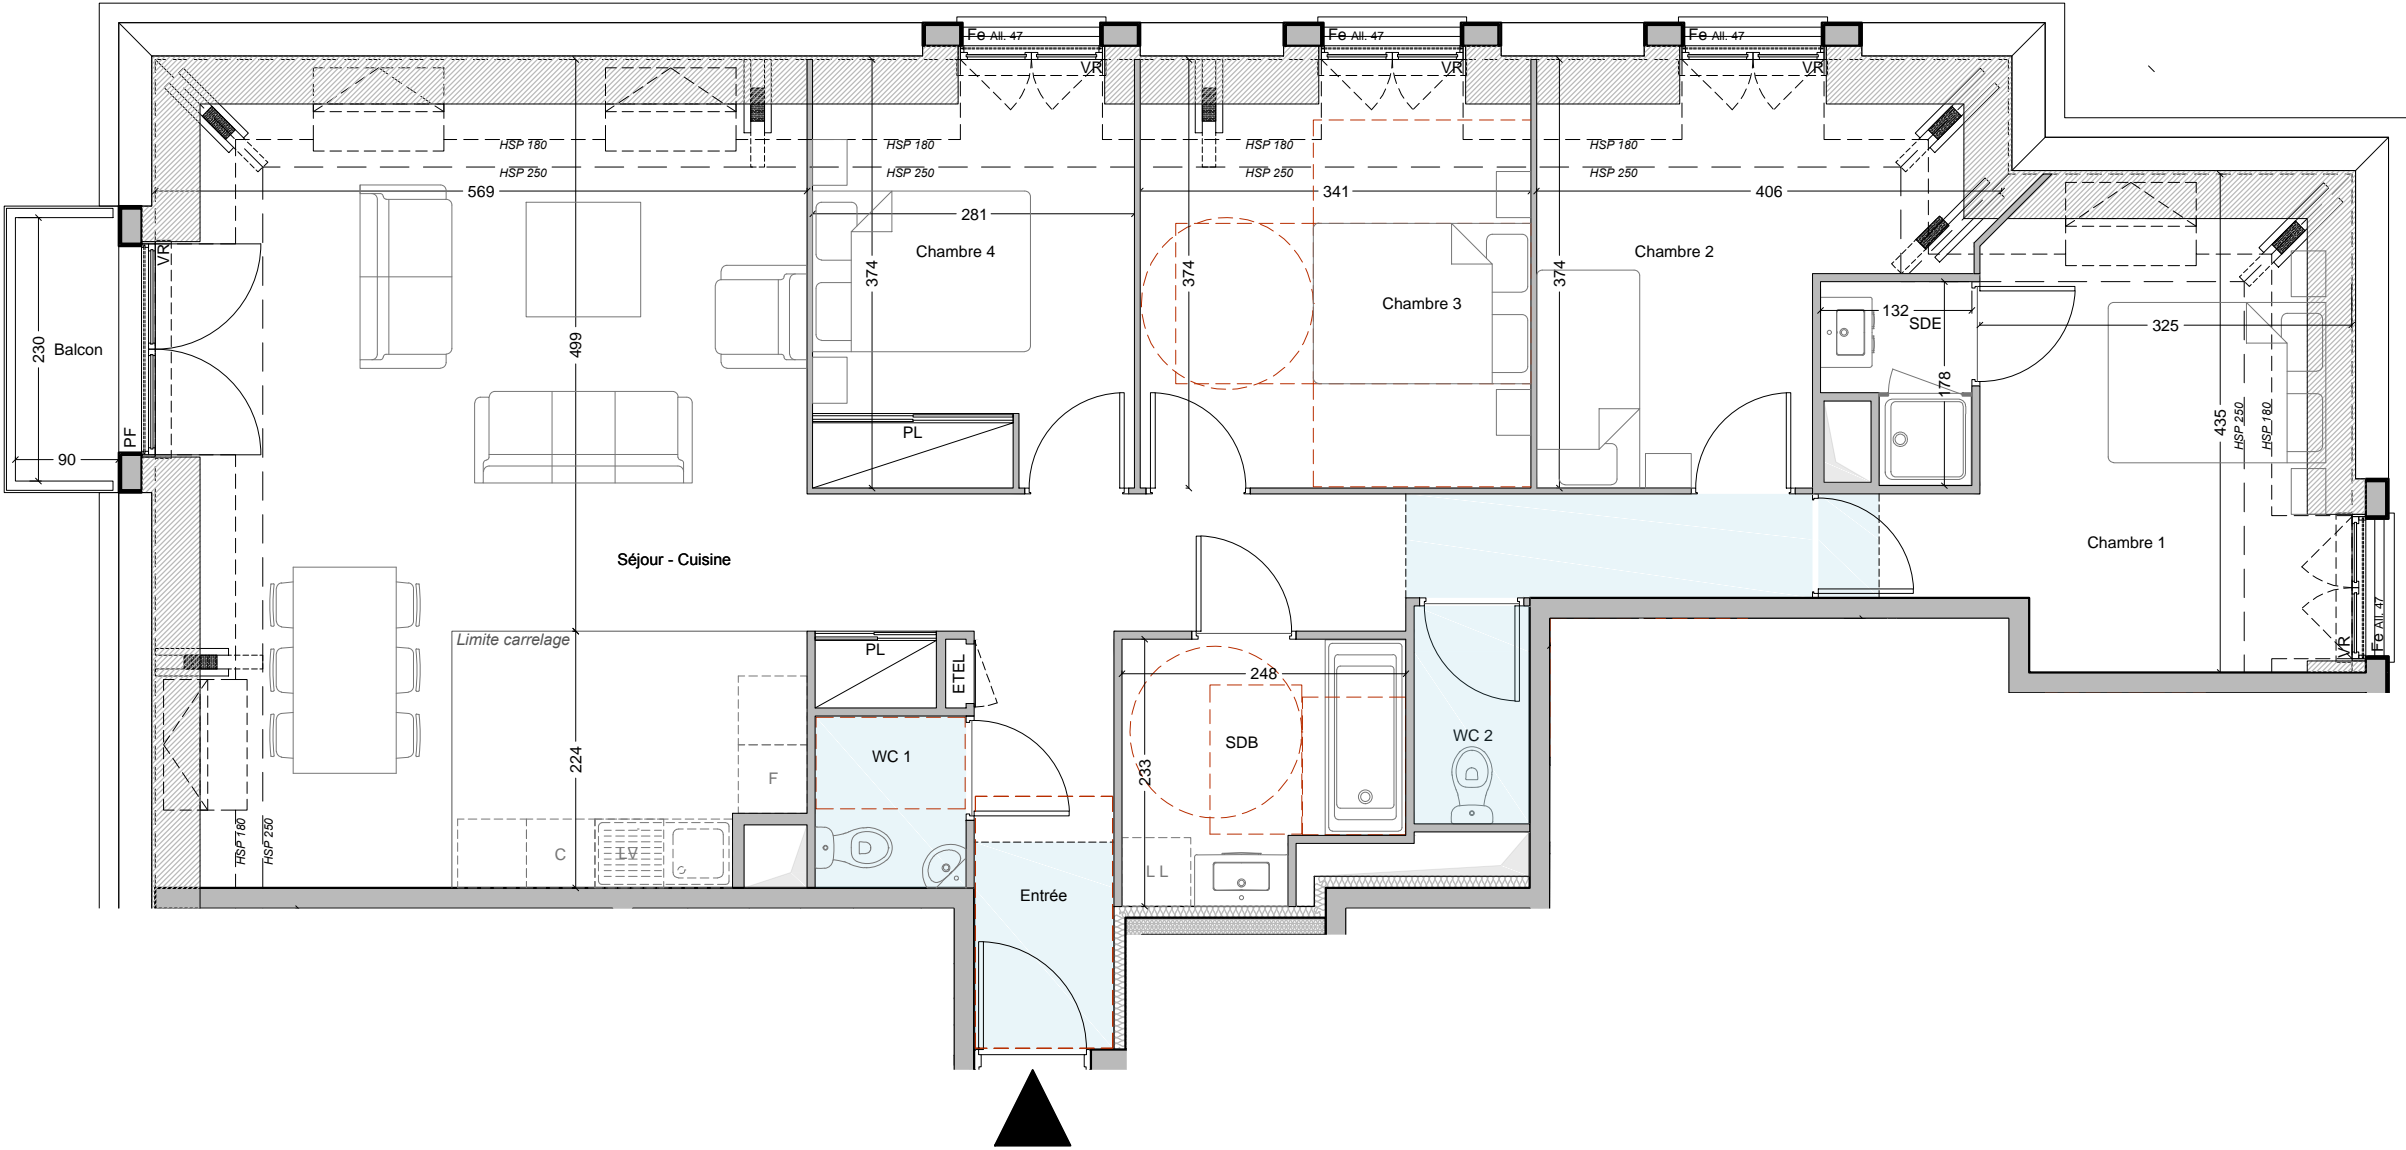 Fe All. 47
Fe All. 47
Fe All. 47
VR
VR
VR
HSP 180
HSP 250
HSP 180
HSP 250
HSP 180
HSP 250
HSP 180
HSP 250
569
281
341
406
Chambre 4
Chambre 3
Chambre 2
374
374
374
499
VR
230
Balcon
90
PF
132
SDE
178
325
435
HSP 250
HSP 180
Chambre 1
PL
Séjour - Cuisine
Limite carrelage
PL
ETEL
WC 1
224
F
C
LV
HSP 180
HSP 250
248
233
SDB
LL
WC 2
Entrée
VR
Fe All. 47